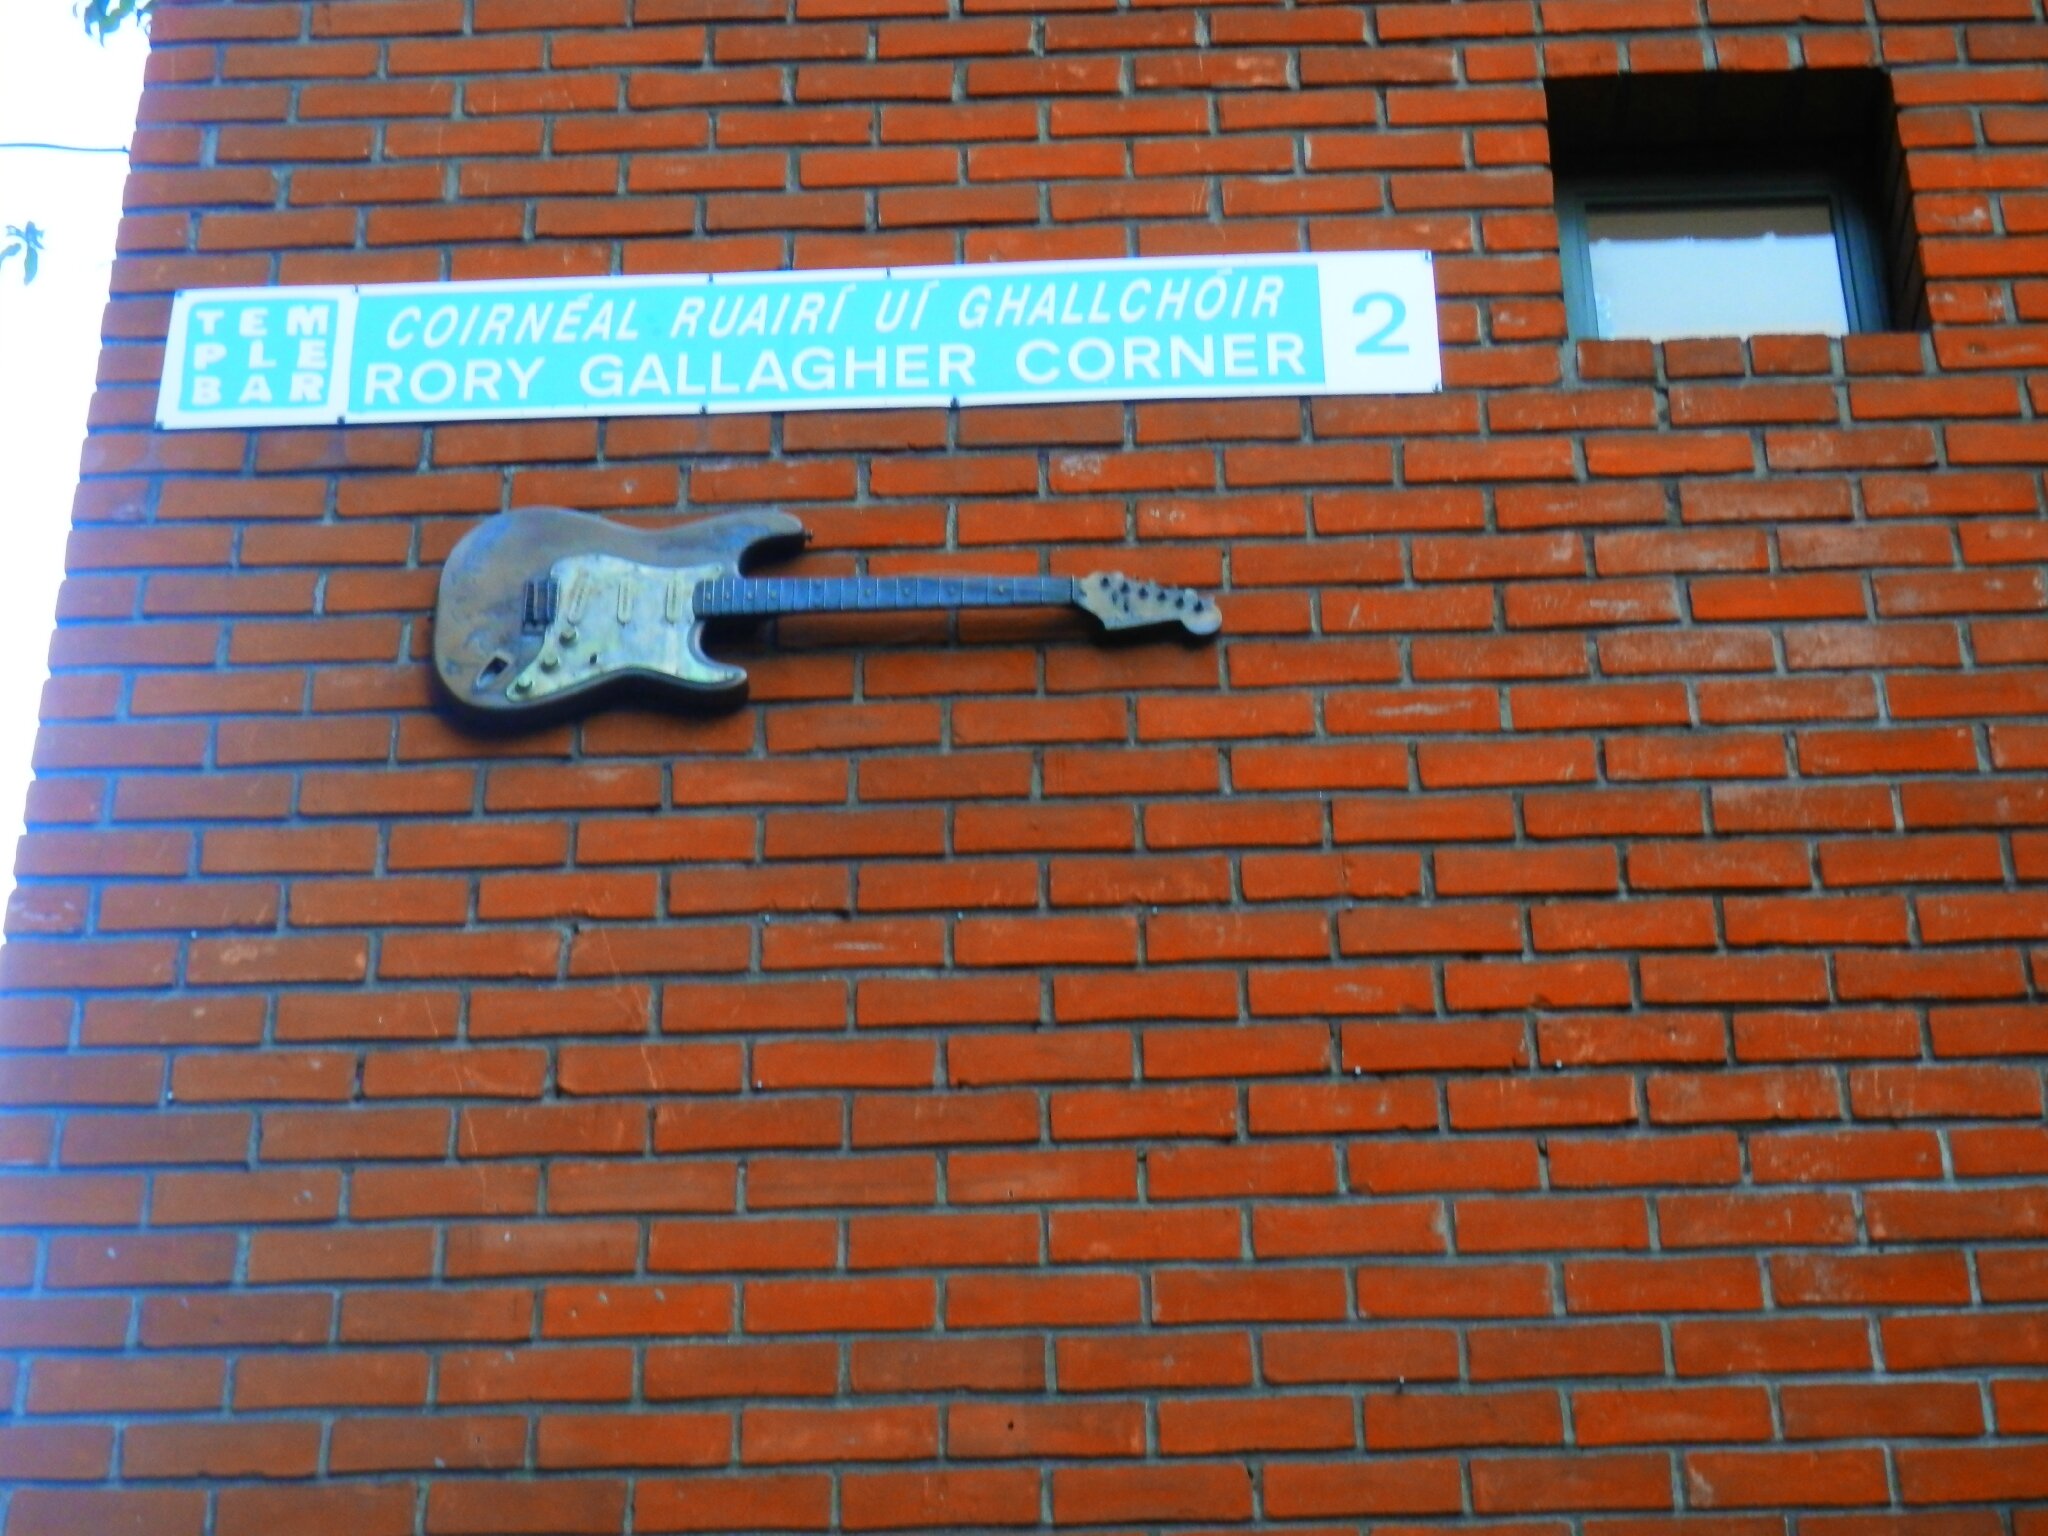 TEM
PLE
BAR
COIRNÉAL RUAIRÍ UÍ GHALLCHÓIR
RORY GALLAGHER CORNER
2